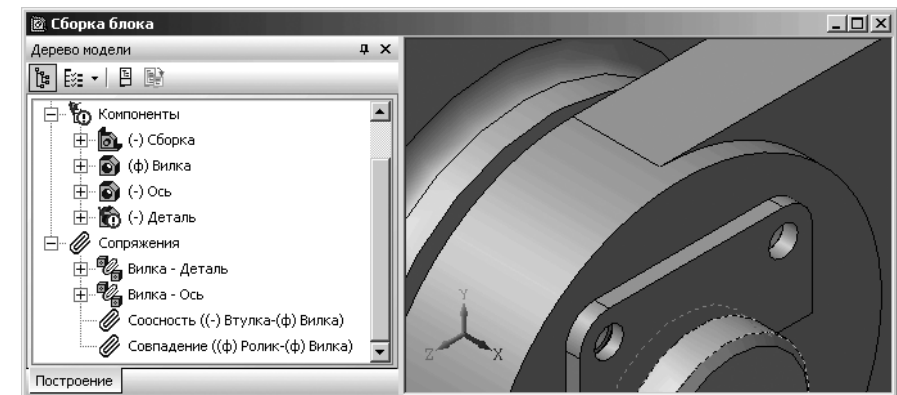 Сборка блока
Дерево модели
Компоненты
(-) Сборка
(ф) Вилка
(-) Ось
(-) Деталь
Сопряжения
Вилка - Деталь
Вилка - Ось
Соосность ((-) Втулка-(ф) Вилка)
Совпадение ((ф) Ролик-(ф) Вилка)
Построение
Y
Z
X